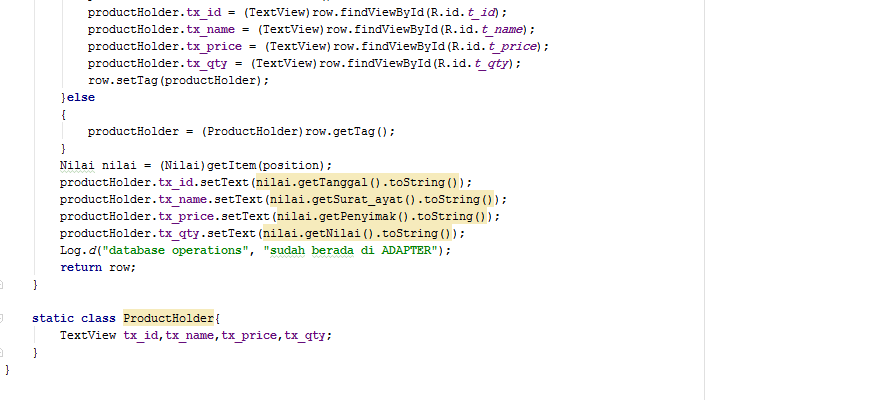 productHolder.tx_id = (TextView)row.findViewById(R.id.t_id);
productHolder.tx_name = (TextView)row.findViewById(R.id.t_name);
productHolder.tx_price = (TextView)row.findViewById(R.id.t_price);
productHolder.tx_qty = (TextView)row.findViewById(R.id.t_qty);
row.setTag(productHolder);
}else
{
productHolder = (ProductHolder)row.getTag();
}
Nilai nilai = (Nilai)getItem(position);
productHolder.tx_id.setText(nilai.getTanggal().toString());
productHolder.tx_name.setText(nilai.getSurat_ayat().toString());
productHolder.tx_price.setText(nilai.getPenyimak().toString());
productHolder.tx_qty.setText(nilai.getNilai().toString());
Log.d("database operations", "sudah berada di ADAPTER");
return row;
}
static class ProductHolder{
TextView tx_id,tx_name,tx_price,tx_qty;
}
}